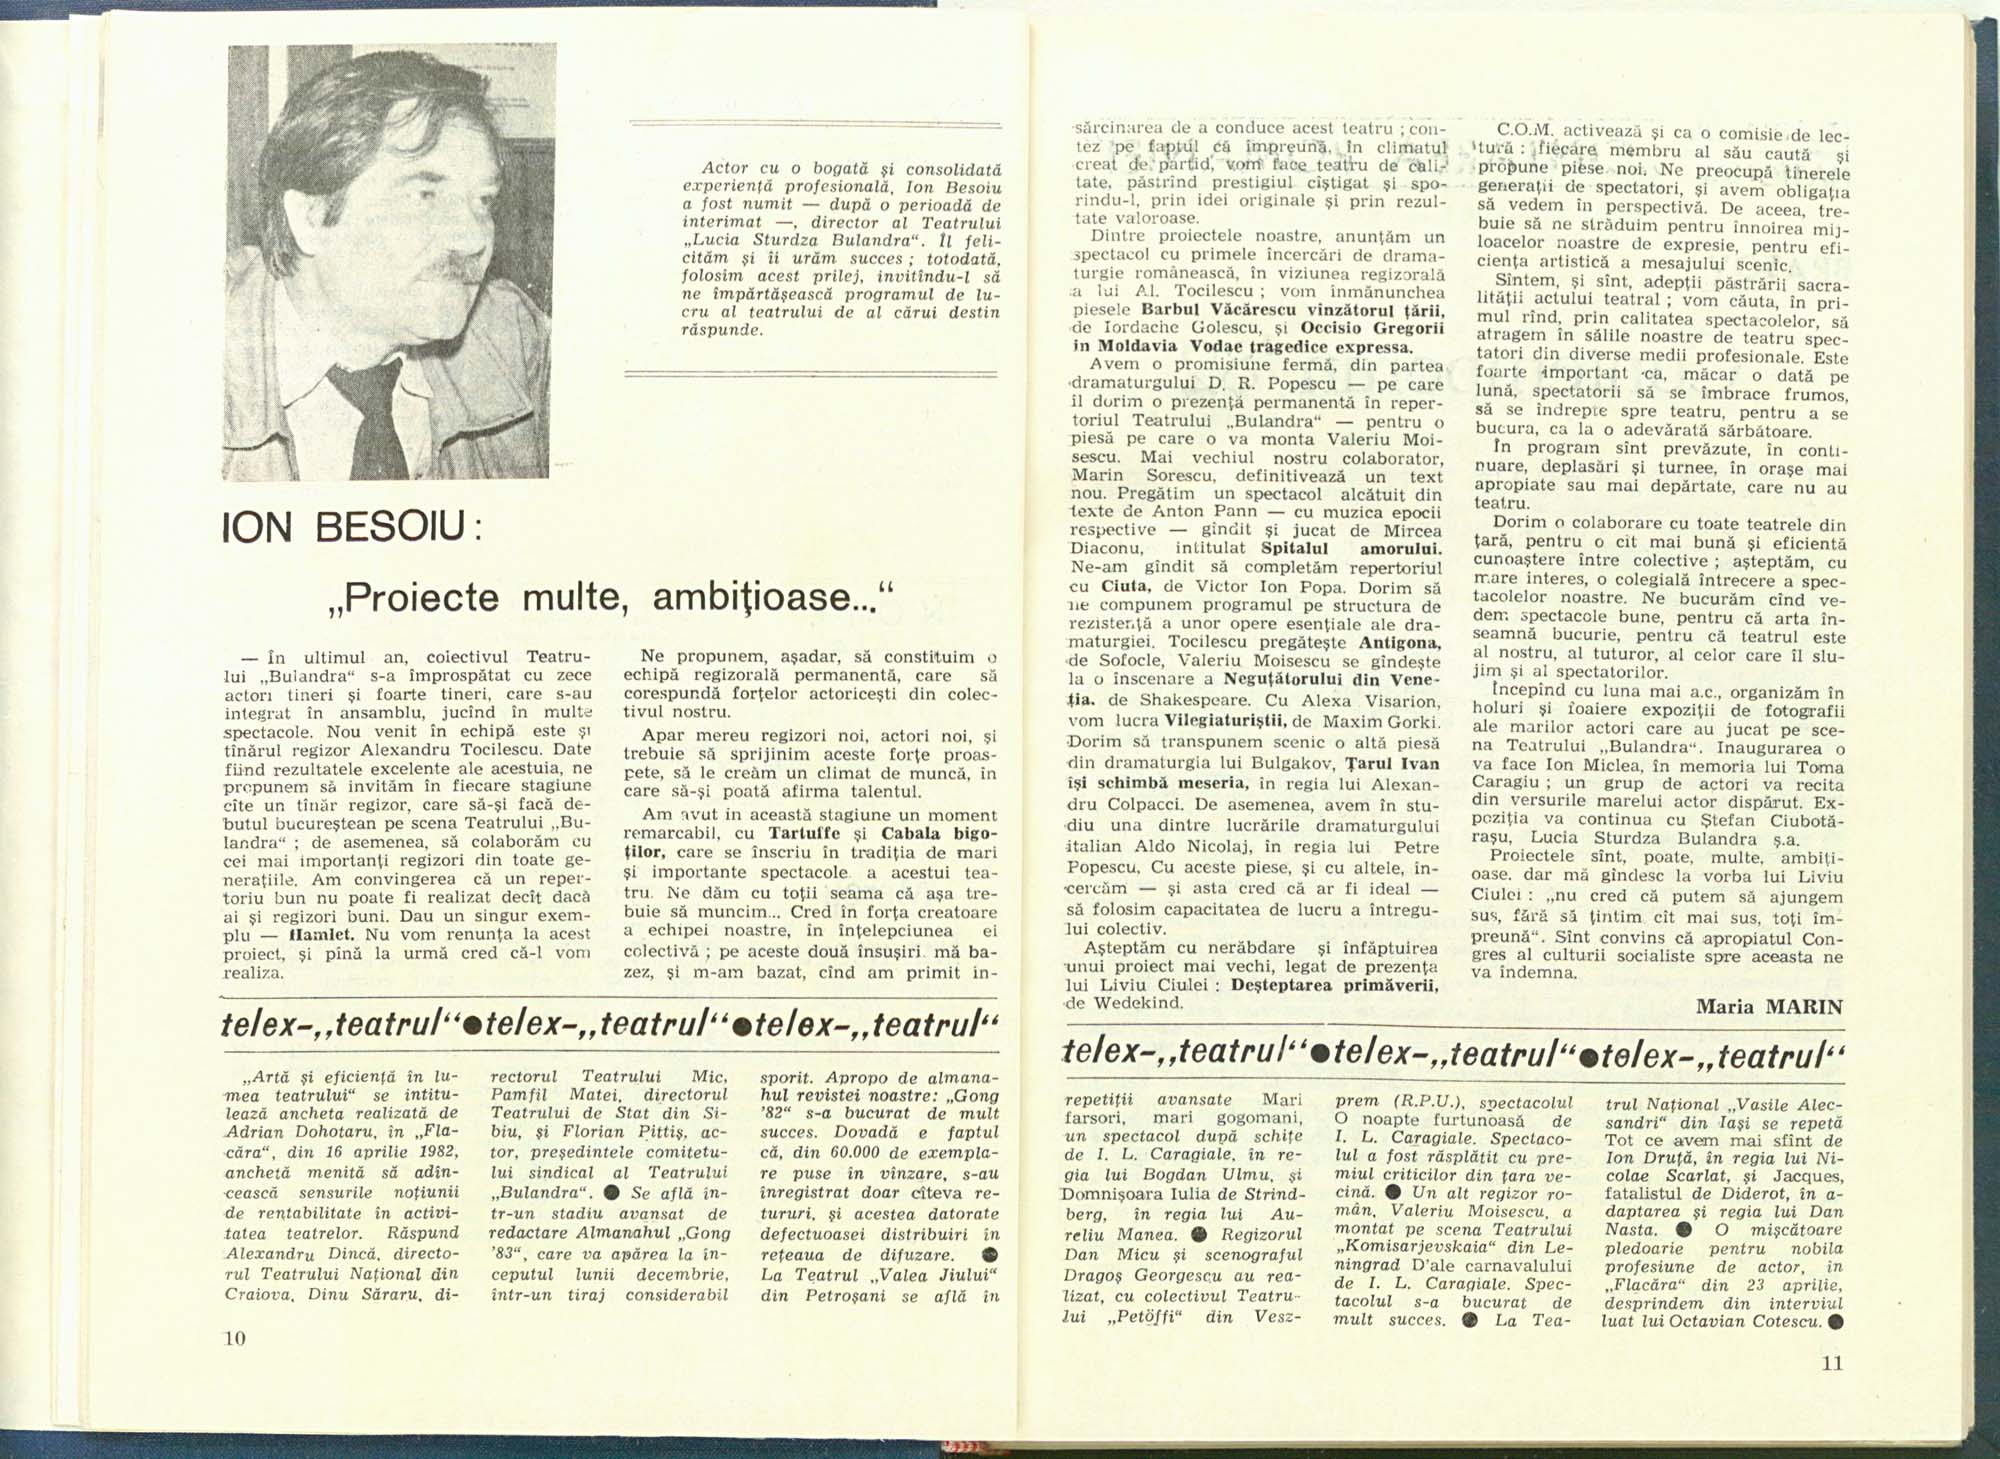 Actor cu o bogată și consolidată
experiență profesională, Ion Besoiu
a fost numit — după o perioadă de
interimat —, director al Teatrului
„Lucia Sturdza Bulandra“. Îl feli-
cităm și îi urăm succes ; totodată,
folosim acest prilej, invitîndu-l să
ne împărtășească programul de lu-
cru al teatrului de al cărui destin
răspunde.
ION BESOIU :
„Proiecte multe, ambițioase...“
— În ultimul an, colectivul Teatru-
lui „Bulandra“ s-a împrospătat cu zece
actori tineri și foarte tineri, care s-au
integrat în ansamblu, jucînd în multe
spectacole. Nou venit în echipă este și
tînărul regizor Alexandru Tocilescu. Date
fiind rezultatele excelente ale acestuia, ne
propunem să invităm în fiecare stagiune
cîte un tînăr regizor, care să-și facă de-
butul bucureștean pe scena Teatrului „Bu-
landra“ ; de asemenea, să colaborăm cu
cei mai importanți regizori din toate ge-
nerațiile. Am convingerea că un reper-
toriu bun nu poate fi realizat decît dacă
ai și regizori buni. Dau un singur exem-
plu — Hamlet. Nu vom renunța la acest
proiect, și pînă la urmă cred că-l vom
realiza.
Ne propunem, așadar, să constituim o
echipă regizorală permanentă, care să
corespundă forțelor actoricești din colec-
tivul nostru.
Apar mereu regizori noi, actori noi, și
trebuie să sprijinim aceste forțe proas-
pete, să le creăm un climat de muncă, în
care să-și poată afirma talentul.
Am avut în această stagiune un moment
remarcabil, cu Tartuffe și Cabala bigo-
ților, care se înscriu în tradiția de mari
și importante spectacole a acestui tea-
tru. Ne dăm cu toții seama că așa tre-
buie să muncim... Cred în forța creatoare
a echipei noastre, în înțelepciunea ei
colectivă ; pe aceste două însușiri mă ba-
zez, și m-am bazat, cînd am primit în-
telex-„teatrul“●telex-„teatrul“●telex-„teatrul“
„Artă și eficiență în lu-
mea teatrului“ se intitu-
lează ancheta realizată de
Adrian Dohotaru, în „Fla-
căra“, din 16 aprilie 1982,
anchetă menită să adîn-
cească sensurile noțiunii
de rentabilitate în activi-
tatea teatrelor. Răspund
Alexandru Dincă, directo-
rul Teatrului Național din
Craiova, Dinu Săraru, di-
rectorul Teatrului Mic,
Pamfil Matei, directorul
Teatrului de Stat din Si-
biu, și Florian Pittiș, ac-
tor, președintele comitetu-
lui sindical al Teatrului
„Bulandra“. ● Se află în-
tr-un stadiu avansat de
redactare Almanahul „Gong
'83“, care va apărea la în-
ceputul lunii decembrie,
într-un tiraj considerabil
sporit. Apropo de almana-
hul revistei noastre: „Gong
'82“ s-a bucurat de mult
succes. Dovadă e faptul
că, din 60.000 de exempla-
re puse în vînzare, s-au
înregistrat doar cîteva re-
tururi, și acestea datorate
defectuoasei distribuiri în
rețeaua de difuzare. ●
La Teatrul „Valea Jiului“
din Petroșani se află în
10
sărcinarea de a conduce acest teatru ; con-
tez pe faptul că împreună, în climatul
creat de partid, vom face teatru de cali-
tate, păstrînd prestigiul cîștigat și spo-
rindu-l, prin idei originale și prin rezul-
tate valoroase.
Dintre proiectele noastre, anunțăm un
spectacol cu primele încercări de drama-
turgie românească, în viziunea regizorală
a lui Al. Tocilescu ; vom înmănunchea
piesele Barbul Văcărescu vînzătorul țării,
de Iordache Golescu, și Occisio Gregorii
in Moldavia Vodae tragedice expressa.
Avem o promisiune fermă, din partea
dramaturgului D. R. Popescu — pe care
îl dorim o prezență permanentă în reper-
toriul Teatrului „Bulandra“ — pentru o
piesă pe care o va monta Valeriu Moi-
sescu. Mai vechiul nostru colaborator,
Marin Sorescu, definitivează un text
nou. Pregătim un spectacol alcătuit din
texte de Anton Pann — cu muzica epocii
respective — gîndit și jucat de Mircea
Diaconu, intitulat Spitalul amorului.
Ne-am gîndit să completăm repertoriul
cu Ciuta, de Victor Ion Popa. Dorim să
ne compunem programul pe structura de
rezistență a unor opere esențiale ale dra-
maturgiei. Tocilescu pregătește Antigona,
de Sofocle, Valeriu Moisescu se gîndește
la o înscenare a Neguțătorului din Vene-
ția, de Shakespeare. Cu Alexa Visarion,
vom lucra Vilegiaturiștii, de Maxim Gorki.
Dorim să transpunem scenic o altă piesă
din dramaturgia lui Bulgakov, Țarul Ivan
își schimbă meseria, în regia lui Alexan-
dru Colpacci. De asemenea, avem în stu-
diu una dintre lucrările dramaturgului
italian Aldo Nicolaj, în regia lui Petre
Popescu. Cu aceste piese, și cu altele, în-
cercăm — și asta cred că ar fi ideal —
să folosim capacitatea de lucru a întregu-
lui colectiv.
Așteptăm cu nerăbdare și înfăptuirea
unui proiect mai vechi, legat de prezența
lui Liviu Ciulei : Deșteptarea primăverii,
de Wedekind.
C.O.M. activează și ca o comisie de lec-
tură : fiecare membru al său caută și
propune piese noi. Ne preocupă tinerele
generații de spectatori, și avem obligația
să vedem în perspectivă. De aceea, tre-
buie să ne străduim pentru înnoirea mij-
loacelor noastre de expresie, pentru efi-
ciența artistică a mesajului scenic.
Sîntem, și sînt, adepții păstrării sacra-
lității actului teatral ; vom căuta, în pri-
mul rînd, prin calitatea spectacolelor, să
atragem în sălile noastre de teatru spec-
tatori din diverse medii profesionale. Este
foarte important ca, măcar o dată pe
lună, spectatorii să se îmbrace frumos,
să se îndrepte spre teatru, pentru a se
bucura, ca la o adevărată sărbătoare.
În program sînt prevăzute, în conti-
nuare, deplasări și turnee, în orașe mai
apropiate sau mai depărtate, care nu au
teatru.
Dorim o colaborare cu toate teatrele din
țară, pentru o cît mai bună și eficientă
cunoaștere între colective ; așteptăm, cu
mare interes, o colegială întrecere a spec-
tacolelor noastre. Ne bucurăm cînd ve-
dem spectacole bune, pentru că arta în-
seamnă bucurie, pentru că teatrul este
al nostru, al tuturor, al celor care îl slu-
jim și al spectatorilor.
Începînd cu luna mai a.c., organizăm în
holuri și foaiere expoziții de fotografii
ale marilor actori care au jucat pe sce-
na Teatrului „Bulandra“. Inaugurarea o
va face Ion Miclea, în memoria lui Toma
Caragiu ; un grup de actori va recita
din versurile marelui actor dispărut. Ex-
poziția va continua cu Ștefan Ciubotă-
rașu, Lucia Sturdza Bulandra ș.a.
Proiectele sînt, poate, multe, ambiți-
oase. dar mă gîndesc la vorba lui Liviu
Ciulei : „nu cred că putem să ajungem
sus, fără să țintim cît mai sus, toți îm-
preună“. Sînt convins că apropiatul Con-
gres al culturii socialiste spre aceasta ne
va îndemna.
Maria MARIN
telex-„teatrul“●telex-„teatrul“●telex-„teatrul“
repetiții avansate Mari
farsori, mari gogomani,
un spectacol după schițe
de I. L. Caragiale, în re-
gia lui Bogdan Ulmu, și
Domnișoara Iulia de Strind-
berg, în regia lui Au-
reliu Manea. ● Regizorul
Dan Micu și scenograful
Dragoș Georgescu au rea-
lizat, cu colectivul Teatru-
lui „Petöffi“ din Vesz-
prem (R.P.U.), spectacolul
O noapte furtunoasă de
I. L. Caragiale. Spectaco-
lul a fost răsplătit cu pre-
miul criticilor din țara ve-
cină. ● Un alt regizor ro-
mân, Valeriu Moisescu, a
montat pe scena Teatrului
„Komisarjevskaia“ din Le-
ningrad D'ale carnavalului
de I. L. Caragiale. Spec-
tacolul s-a bucurat de
mult succes. ● La Tea-
trul Național „Vasile Alec-
sandri“ din Iași se repetă
Tot ce avem mai sfînt de
Ion Druță, în regia lui Ni-
colae Scarlat, și Jacques,
fatalistul de Diderot, în a-
daptarea și regia lui Dan
Nasta. ● O mișcătoare
pledoarie pentru nobila
profesiune de actor, în
„Flacăra“ din 23 aprilie,
desprindem din interviul
luat lui Octavian Cotescu. ●
11